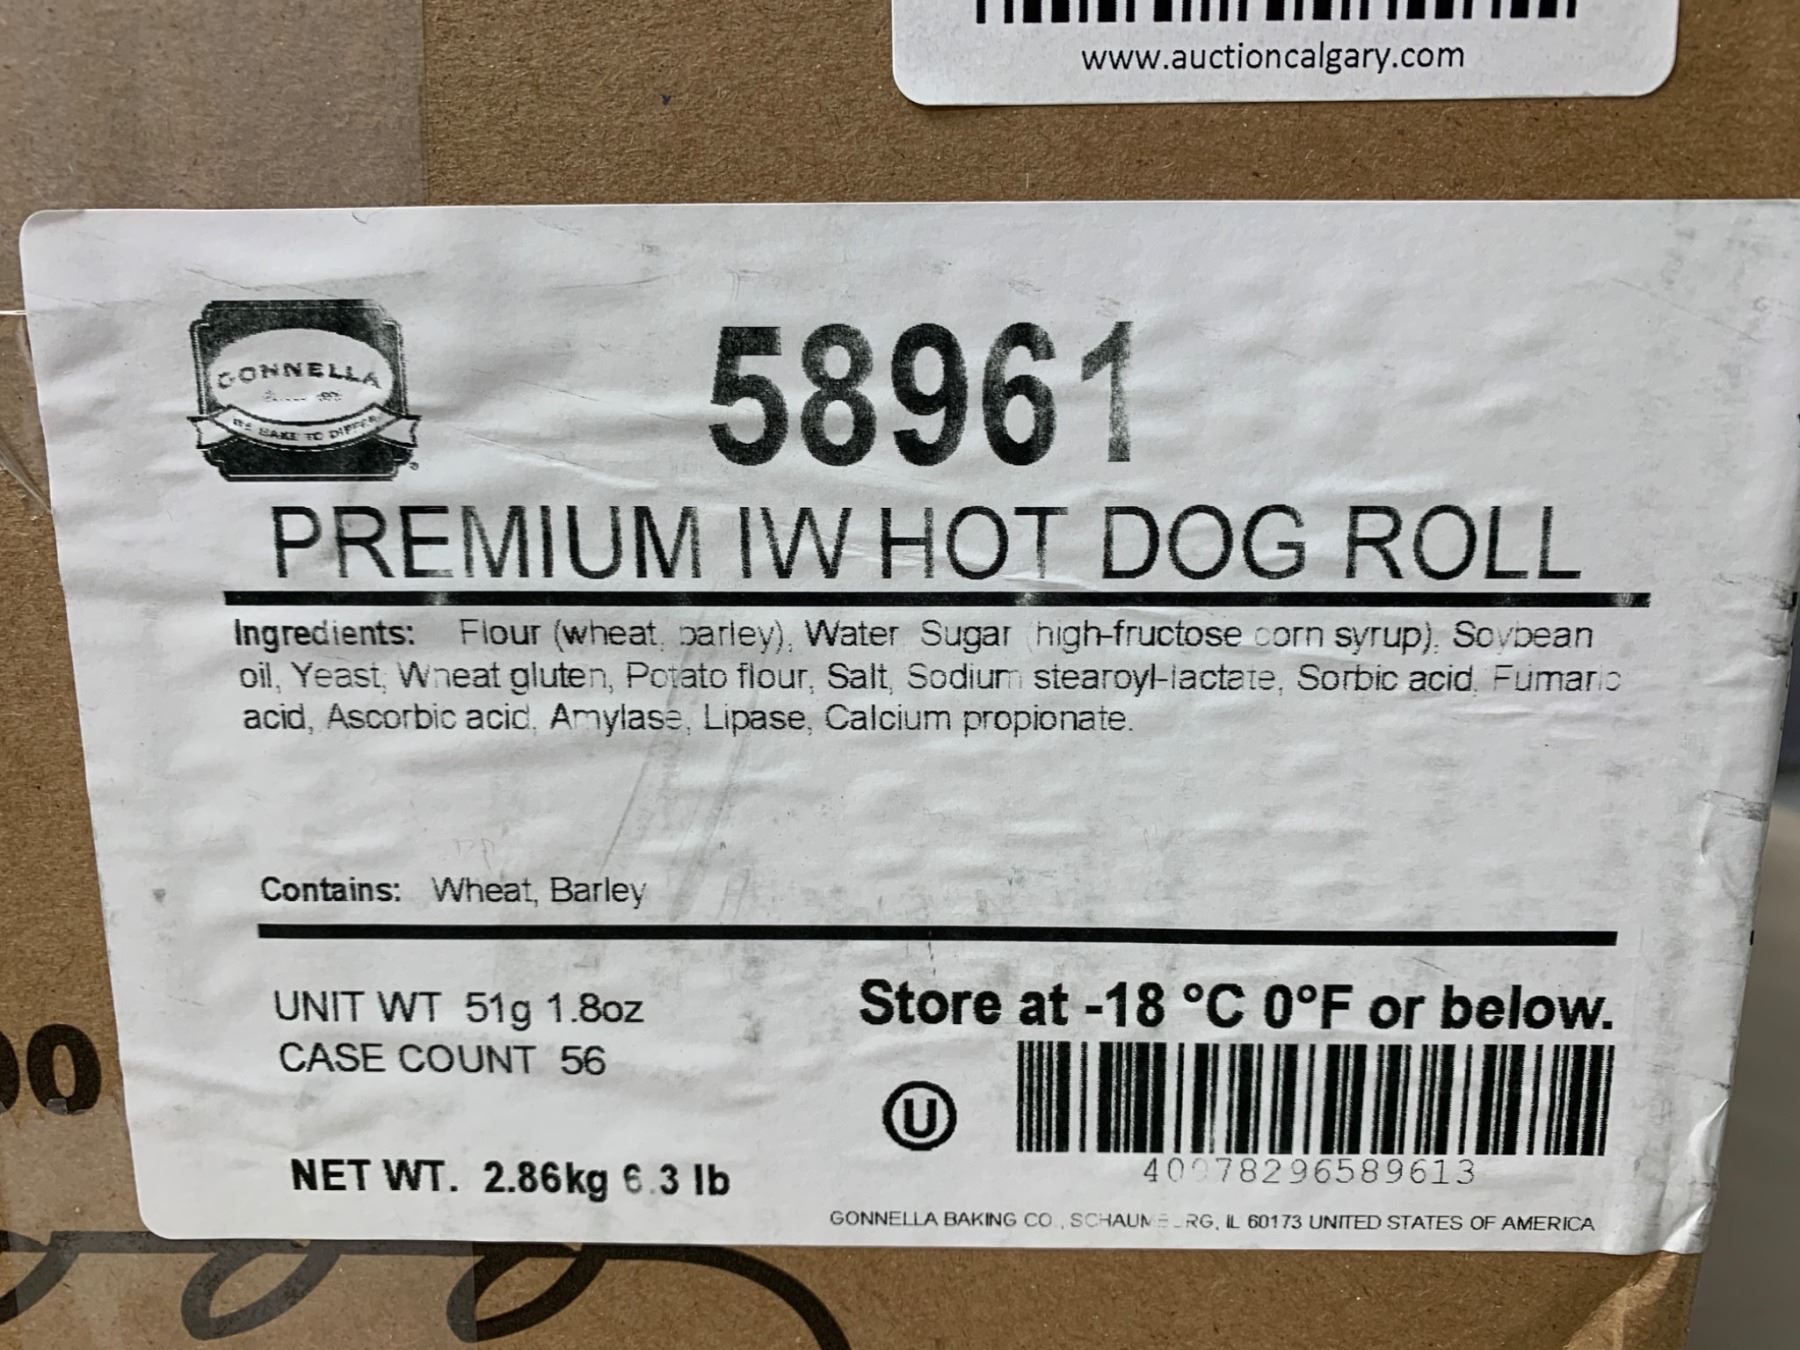 www.auctioncalgary.com
GONNELLA
WE BAKE TO DIFFER
58961
PREMIUM IW HOT DOG ROLL
Ingredients: Flour (wheat, barley), Water, Sugar (high-fructose corn syrup), Soybean
oil, Yeast, Wheat gluten, Potato flour, Salt, Sodium stearoyl-lactate, Sorbic acid, Fumaric
acid, Ascorbic acid, Amylase, Lipase, Calcium propionate.
Contains: Wheat, Barley
UNIT WT 51g 1.8oz
CASE COUNT 56
NET WT. 2.86kg 6.3 lb
Store at -18 °C 0°F or below.
U
40078296589613
GONNELLA BAKING CO., SCHAUMBURG, IL 60173 UNITED STATES OF AMERICA